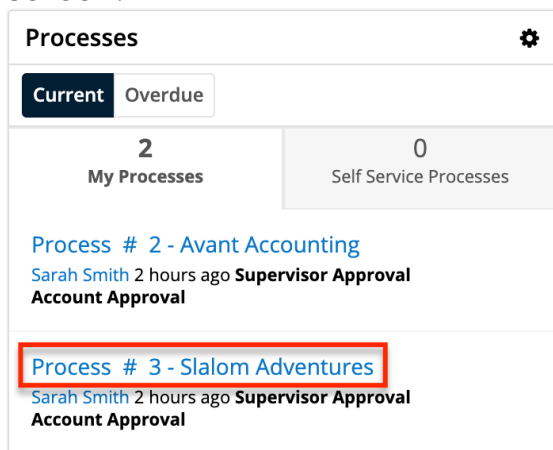 Processes
Current Overdue
2 0
My Processes Self Service Processes
Process # 2 - Avant Accounting
Sarah Smith 2 hours ago Supervisor Approval
Account Approval
Process # 3 - Slalom Adventures
Sarah Smith 2 hours ago Supervisor Approval
Account Approval